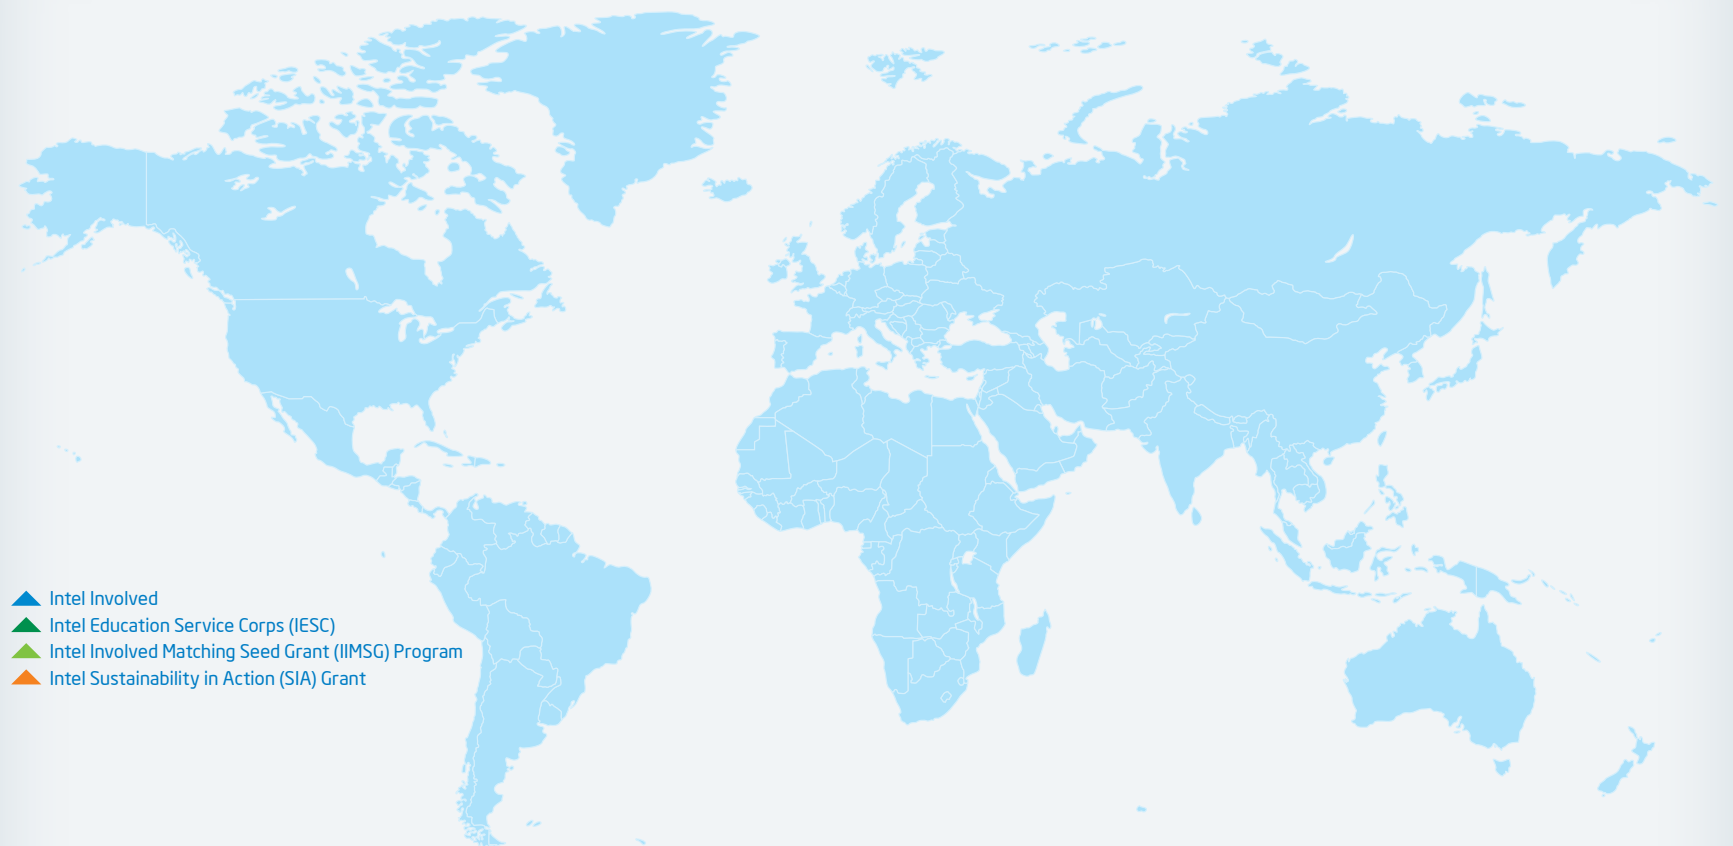 Intel Involved
Intel Education Service Corps (IESC)
Intel Involved Matching Seed Grant (IIMSG) Program
Intel Sustainability in Action (SIA) Grant